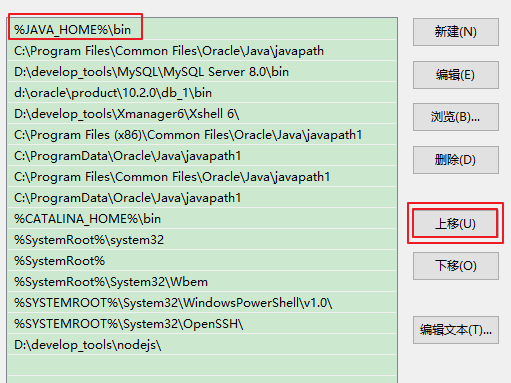 %JAVA_HOME%\bin
C:\Program Files\Common Files\Oracle\Java\javapath
D:\develop_tools\MySQL\MySQL Server 8.0\bin
d:\oracle\product\10.2.0\db_1\bin
D:\develop_tools\Xmanager6\Xshell 6\
C:\Program Files (x86)\Common Files\Oracle\Java\javapath1
C:\ProgramData\Oracle\Java\javapath1
C:\Program Files\Common Files\Oracle\Java\javapath1
C:\ProgramData\Oracle\Java\javapath1
%CATALINA_HOME%\bin
%SystemRoot%\system32
%SystemRoot%
%SystemRoot%\System32\Wbem
%SYSTEMROOT%\System32\WindowsPowerShell\v1.0\
%SYSTEMROOT%\System32\OpenSSH\
D:\develop_tools\nodejs\
新建(N)
编辑(E)
浏览(B)...
删除(D)
上移(U)
下移(O)
编辑文本(T)...